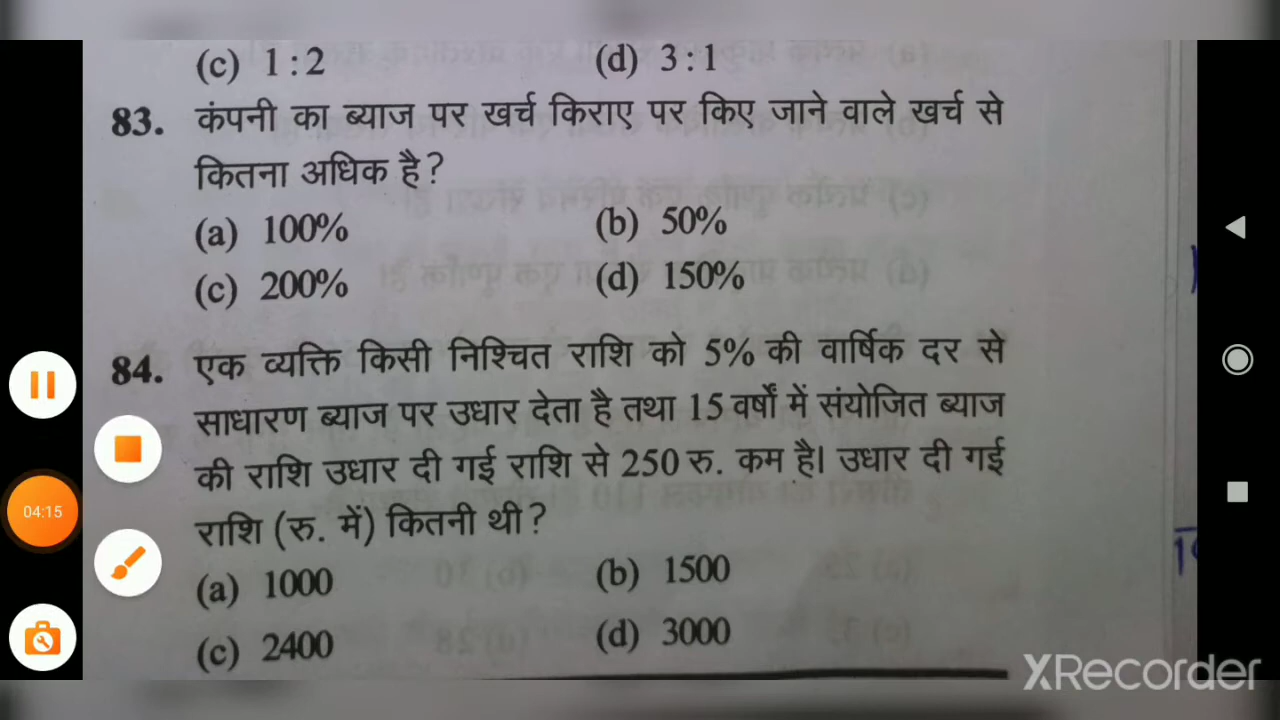 (c) 1 : 2 (d) 3 : 1
83. कंपनी का ब्याज पर खर्च किराए पर किए जाने वाले खर्च से
कितना अधिक है?
(a) 100% (b) 50%
(c) 200% (d) 150%
84. एक व्यक्ति किसी निश्चित राशि को 5% की वार्षिक दर से
साधारण ब्याज पर उधार देता है तथा 15 वर्षों में संयोजित ब्याज
की राशि उधार दी गई राशि से 250 रु. कम है। उधार दी गई
राशि (रु. में) कितनी थी?
(a) 1000 (b) 1500
(c) 2400 (d) 3000
04:15
XRecorder